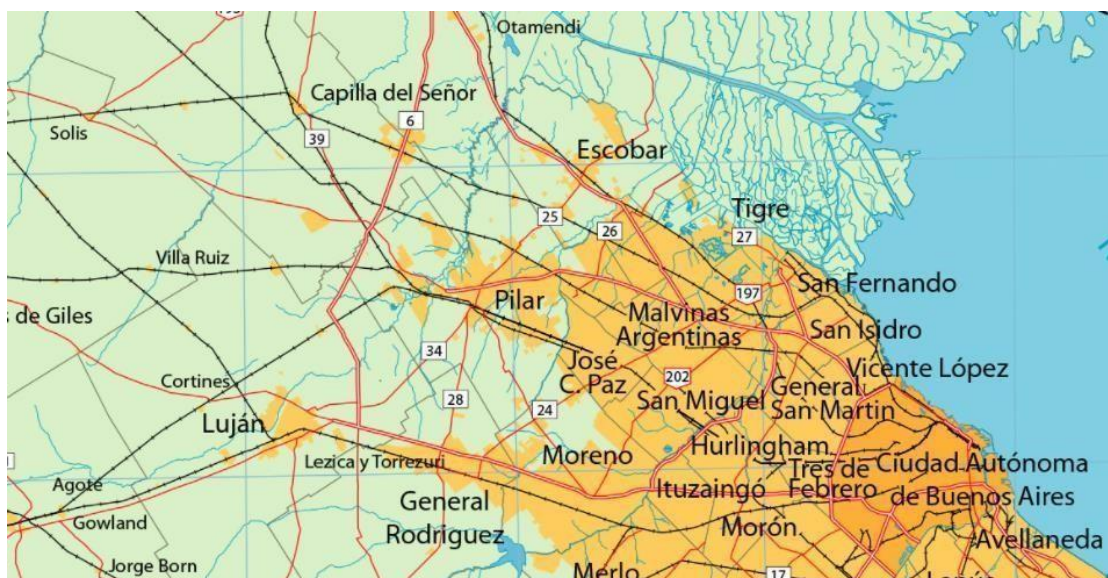 Otamendi
Capilla del Señor
6
Solis
39
Escobar
Tigre
25
26
27
Villa Ruiz
San Fernando
197
Pilar
s de Giles
Malvinas
Argentinas
San Isidro
34
José
C. Paz
Vicente López
Cortines
202
28
24
San Miguel
General
San Martin
Luján
Hurlingham
Lezica y Torrezuri
Moreno
Tres de
Febrero
Ciudad Autónoma
de Buenos Aires
Agote
General
Rodriguez
Ituzaingó
Gowland
Morón
Avellaneda
Jorge Born
Merlo
17